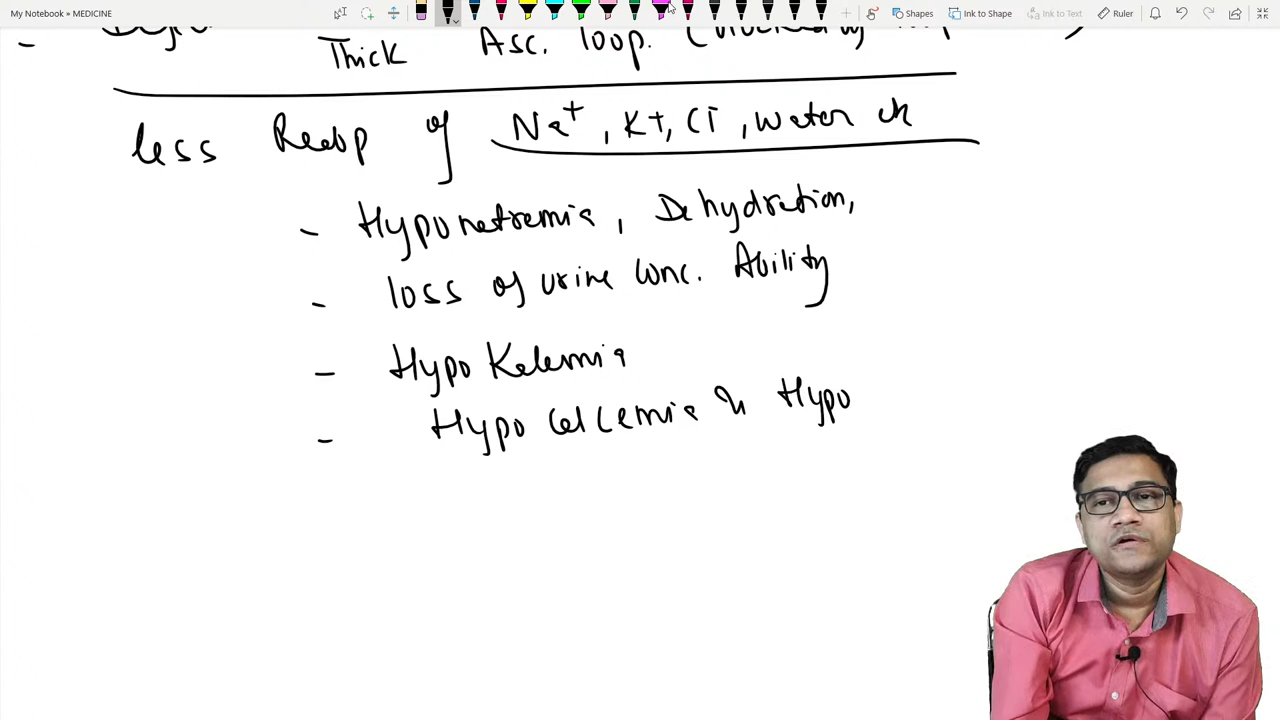 My Notebook » MEDICINE
Shapes Ink to Shape Ink to Text Ruler
Thick Asc. loop.
less Reabp of Na+, K+, Cl, water ch
- Hyponatremia, Dehydration,
- loss of urine conc. Ability
- Hypo Kalemia
- Hypo calcemia & Hypo